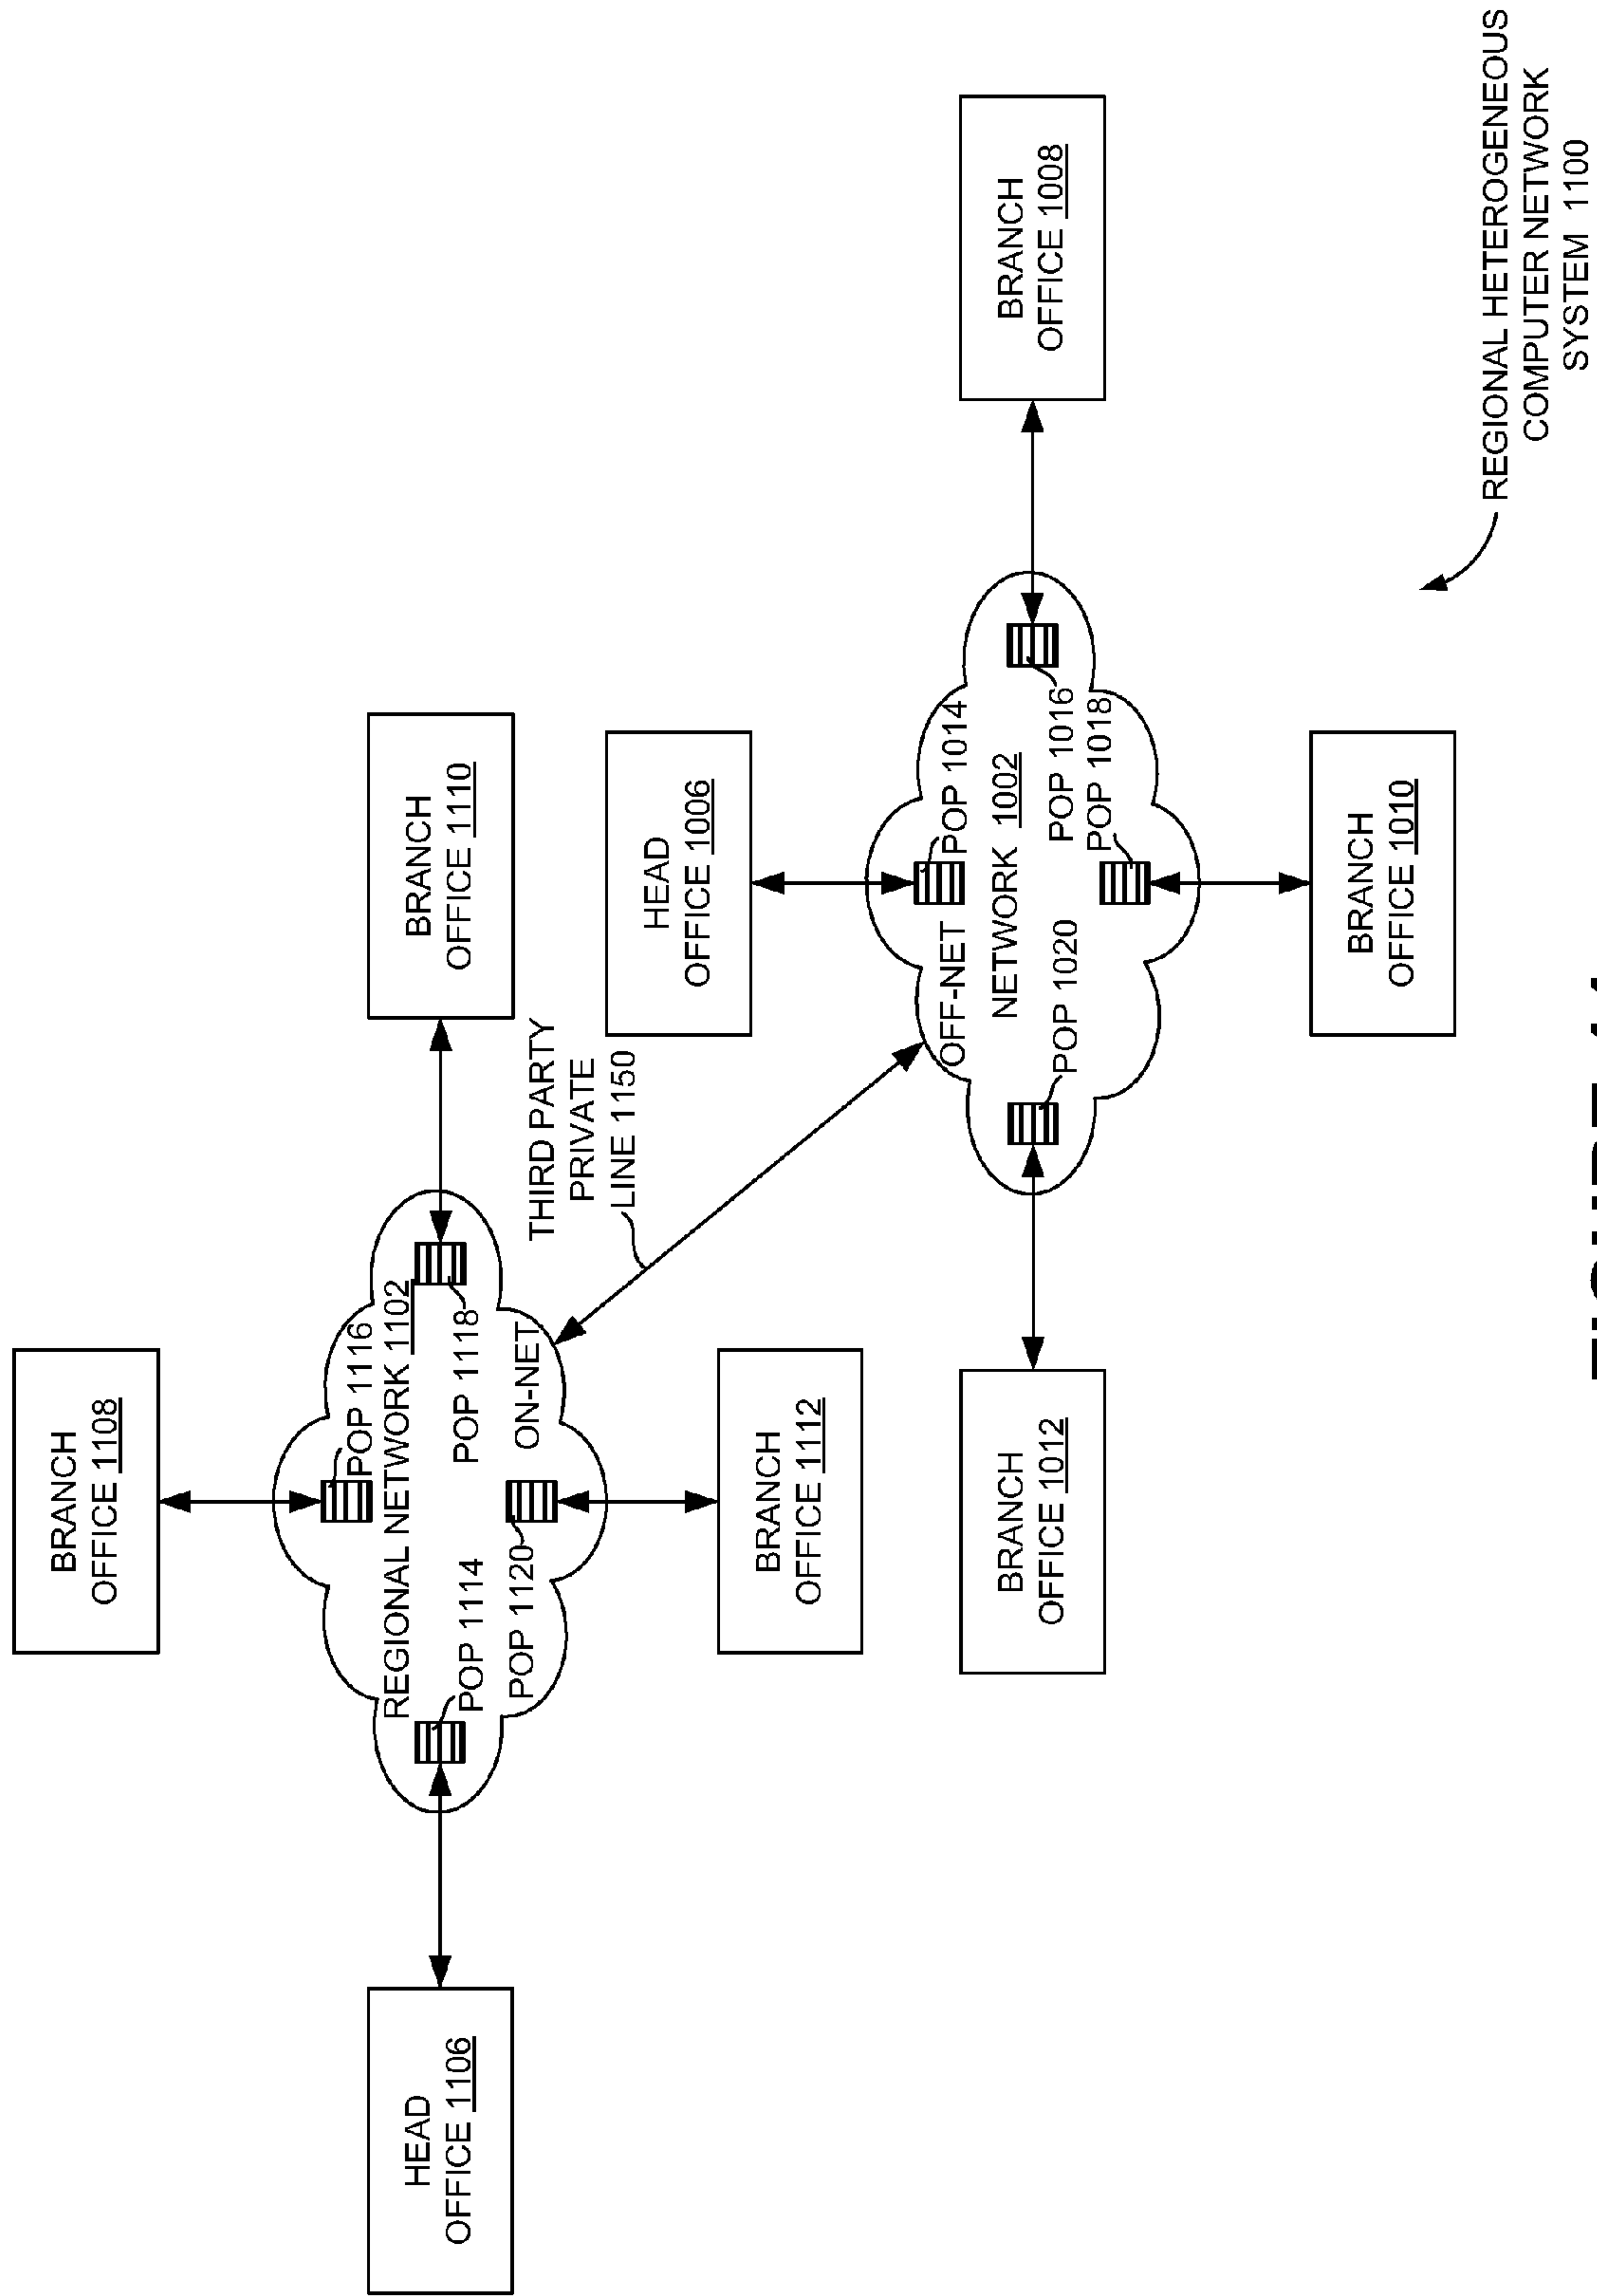 BRANCH
OFFICE 1108
HEAD
OFFICE 1106
POP 1116
REGIONAL NETWORK 1102
POP 1114
POP 1118
POP 1120
ON-NET
BRANCH
OFFICE 1110
BRANCH
OFFICE 1112
THIRD PARTY
PRIVATE
LINE 1150
HEAD
OFFICE 1006
OFF-NET
POP 1014
NETWORK 1002
POP 1020
POP 1016
POP 1018
BRANCH
OFFICE 1012
BRANCH
OFFICE 1008
BRANCH
OFFICE 1010
REGIONAL HETEROGENEOUS
COMPUTER NETWORK
SYSTEM 1100